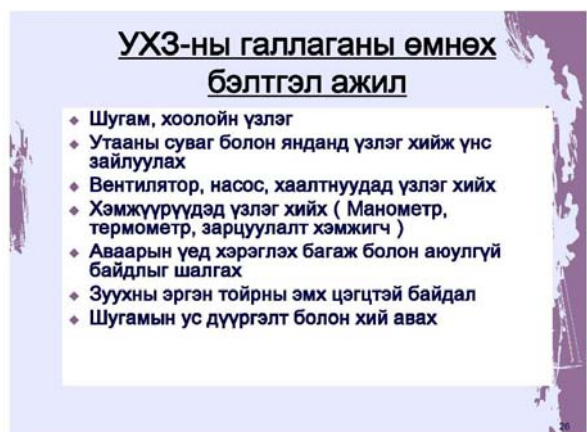 УХЗ-ны галлаганы өмнөх
бэлтгэл ажил
Шугам, хоолойн үзлэг
Утааны суваг болон янданд үзлэг хийж үнс
зайлуулах
Вентилятор, насос, хаалтнуудад үзлэг хийх
Хэмжүүрүүдэд үзлэг хийх ( Манометр,
термометр, зарцуулалт хэмжигч )
Аваарын үед хэрэглэх багаж болон аюулгүй
байдлыг шалгах
Зуухны эргэн тойрны эмх цэгцтэй байдал
Шугамын ус дүүргэлт болон хий авах
26